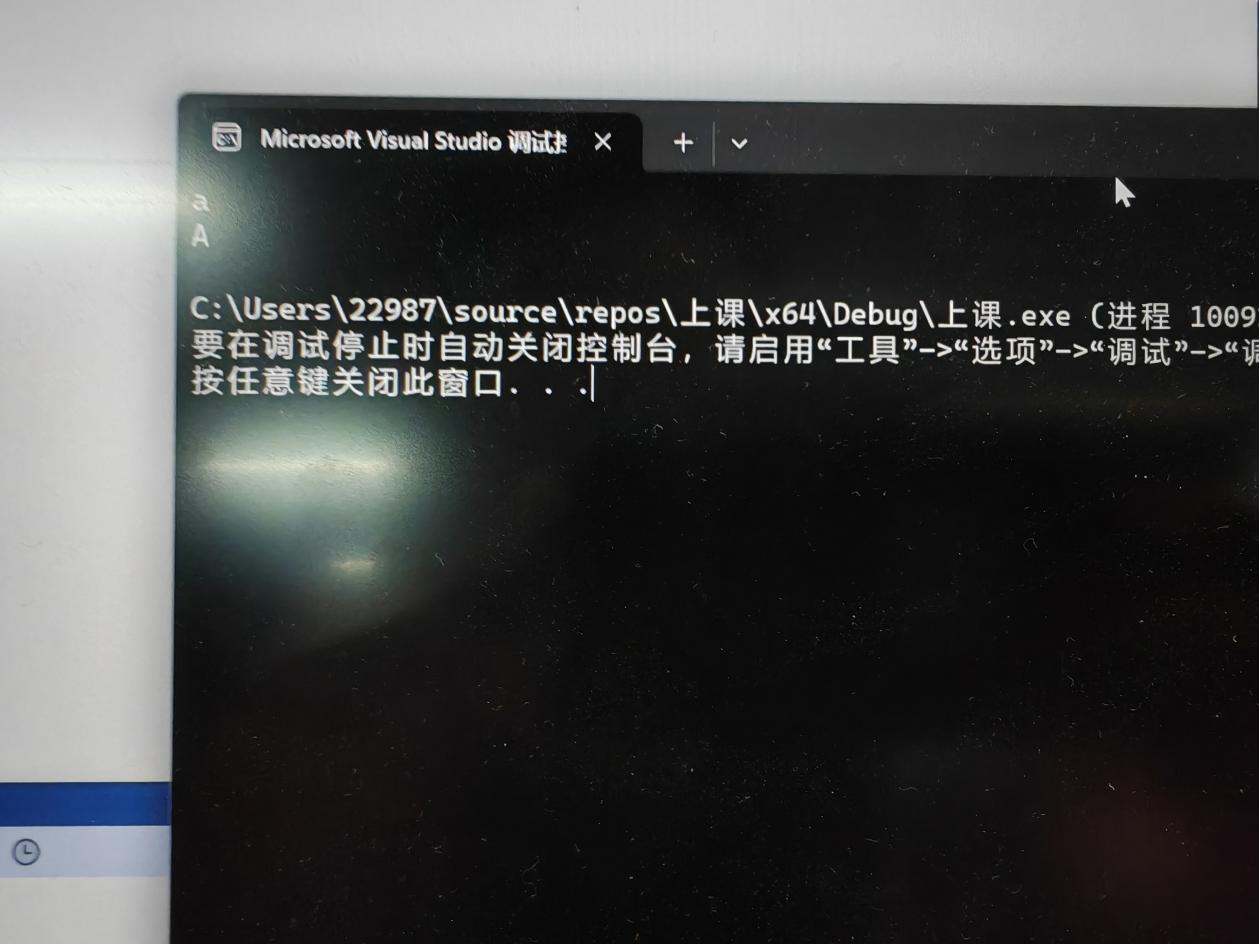 Microsoft Visual Studio 调试
a
A
C:\Users\22987\source\repos\上课\x64\Debug\上课.exe (进程 1009
要在调试停止时自动关闭控制台，请启用“工具”->“选项”->“调试”->“调
按任意键关闭此窗口. . .